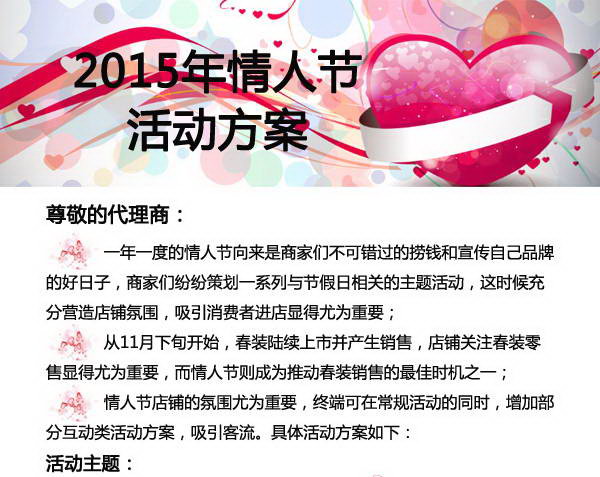 2015年情人节
活动方案
尊敬的代理商：
一年一度的情人节向来是商家们不可错过的捞钱和宣传自己品牌
的好日子，商家们纷纷策划一系列与节假日相关的主题活动，这时候充
分营造店铺氛围，吸引消费者进店显得尤为重要；
从11月下旬开始，春装陆续上市并产生销售，店铺关注春装零
售显得尤为重要，而情人节则成为推动春装销售的最佳时机之一；
情人节店铺的氛围尤为重要，终端可在常规活动的同时，增加部
分互动类活动方案，吸引客流。具体活动方案如下：
活动主题：